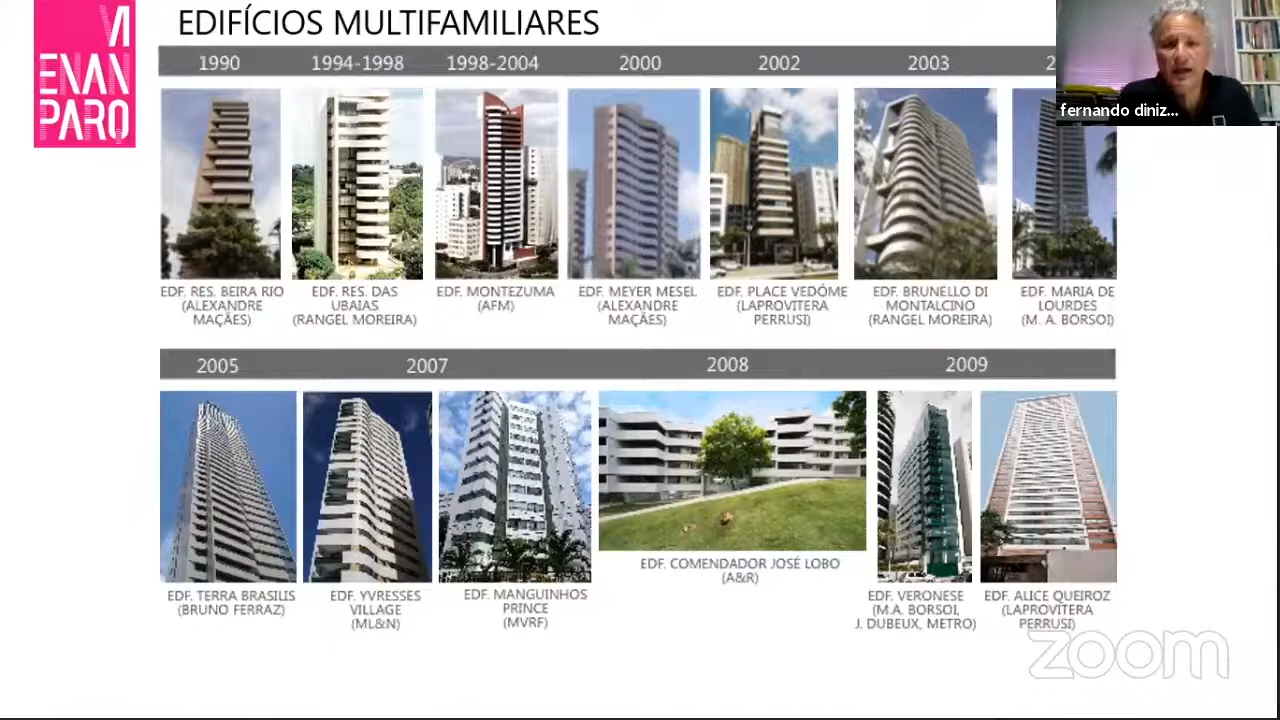 VI
ENAN
PARQ
EDIFÍCIOS MULTIFAMILIARES
1990
1994-1998
1998-2004
2000
2002
2003
2
fernando diniz...
EDF. RES. BEIRA RIO
(ALEXANDRE
MAÇÃES)
EDF. RES. DAS
UBAIAS
(RANGEL MOREIRA)
EDF. MONTEZUMA
(AFM)
EDF. MEYER MESEL
(ALEXANDRE
MAÇÃES)
EDF. PLACE VEDÔME
(LAPROVITERA
PERRUSI)
EDF. BRUNELLO DI
MONTALCINO
(RANGEL MOREIRA)
EDF. MARIA DE
LOURDES
(M. A. BORSOI)
2005
2007
2008
2009
EDF. TERRA BRASILIS
(BRUNO FERRAZ)
EDF. YVRESSES
VILLAGE
(ML&N)
EDF. MANGUINHOS
PRINCE
(MVRF)
EDF. COMENDADOR JOSÉ LOBO
(A&R)
EDF. VERONESE
(M.A. BORSOI,
J. DUBEUX, METRO)
EDF. ALICE QUEIROZ
(LAPROVITERA
PERRUSI)
zoom